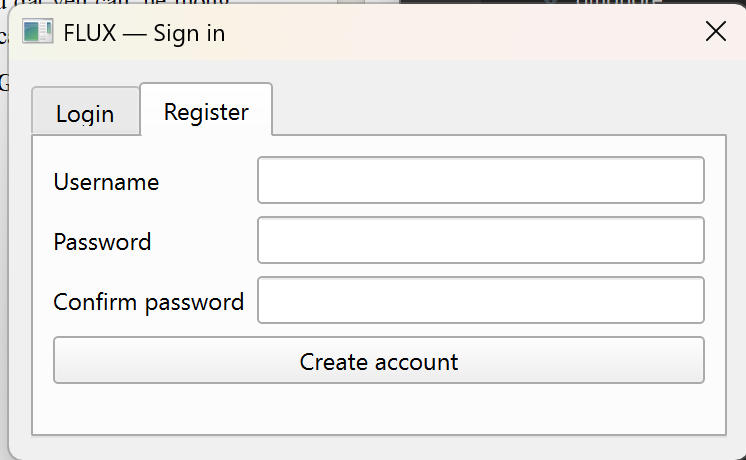 FLUX — Sign in
Login
Register
Username
Password
Confirm password
Create account